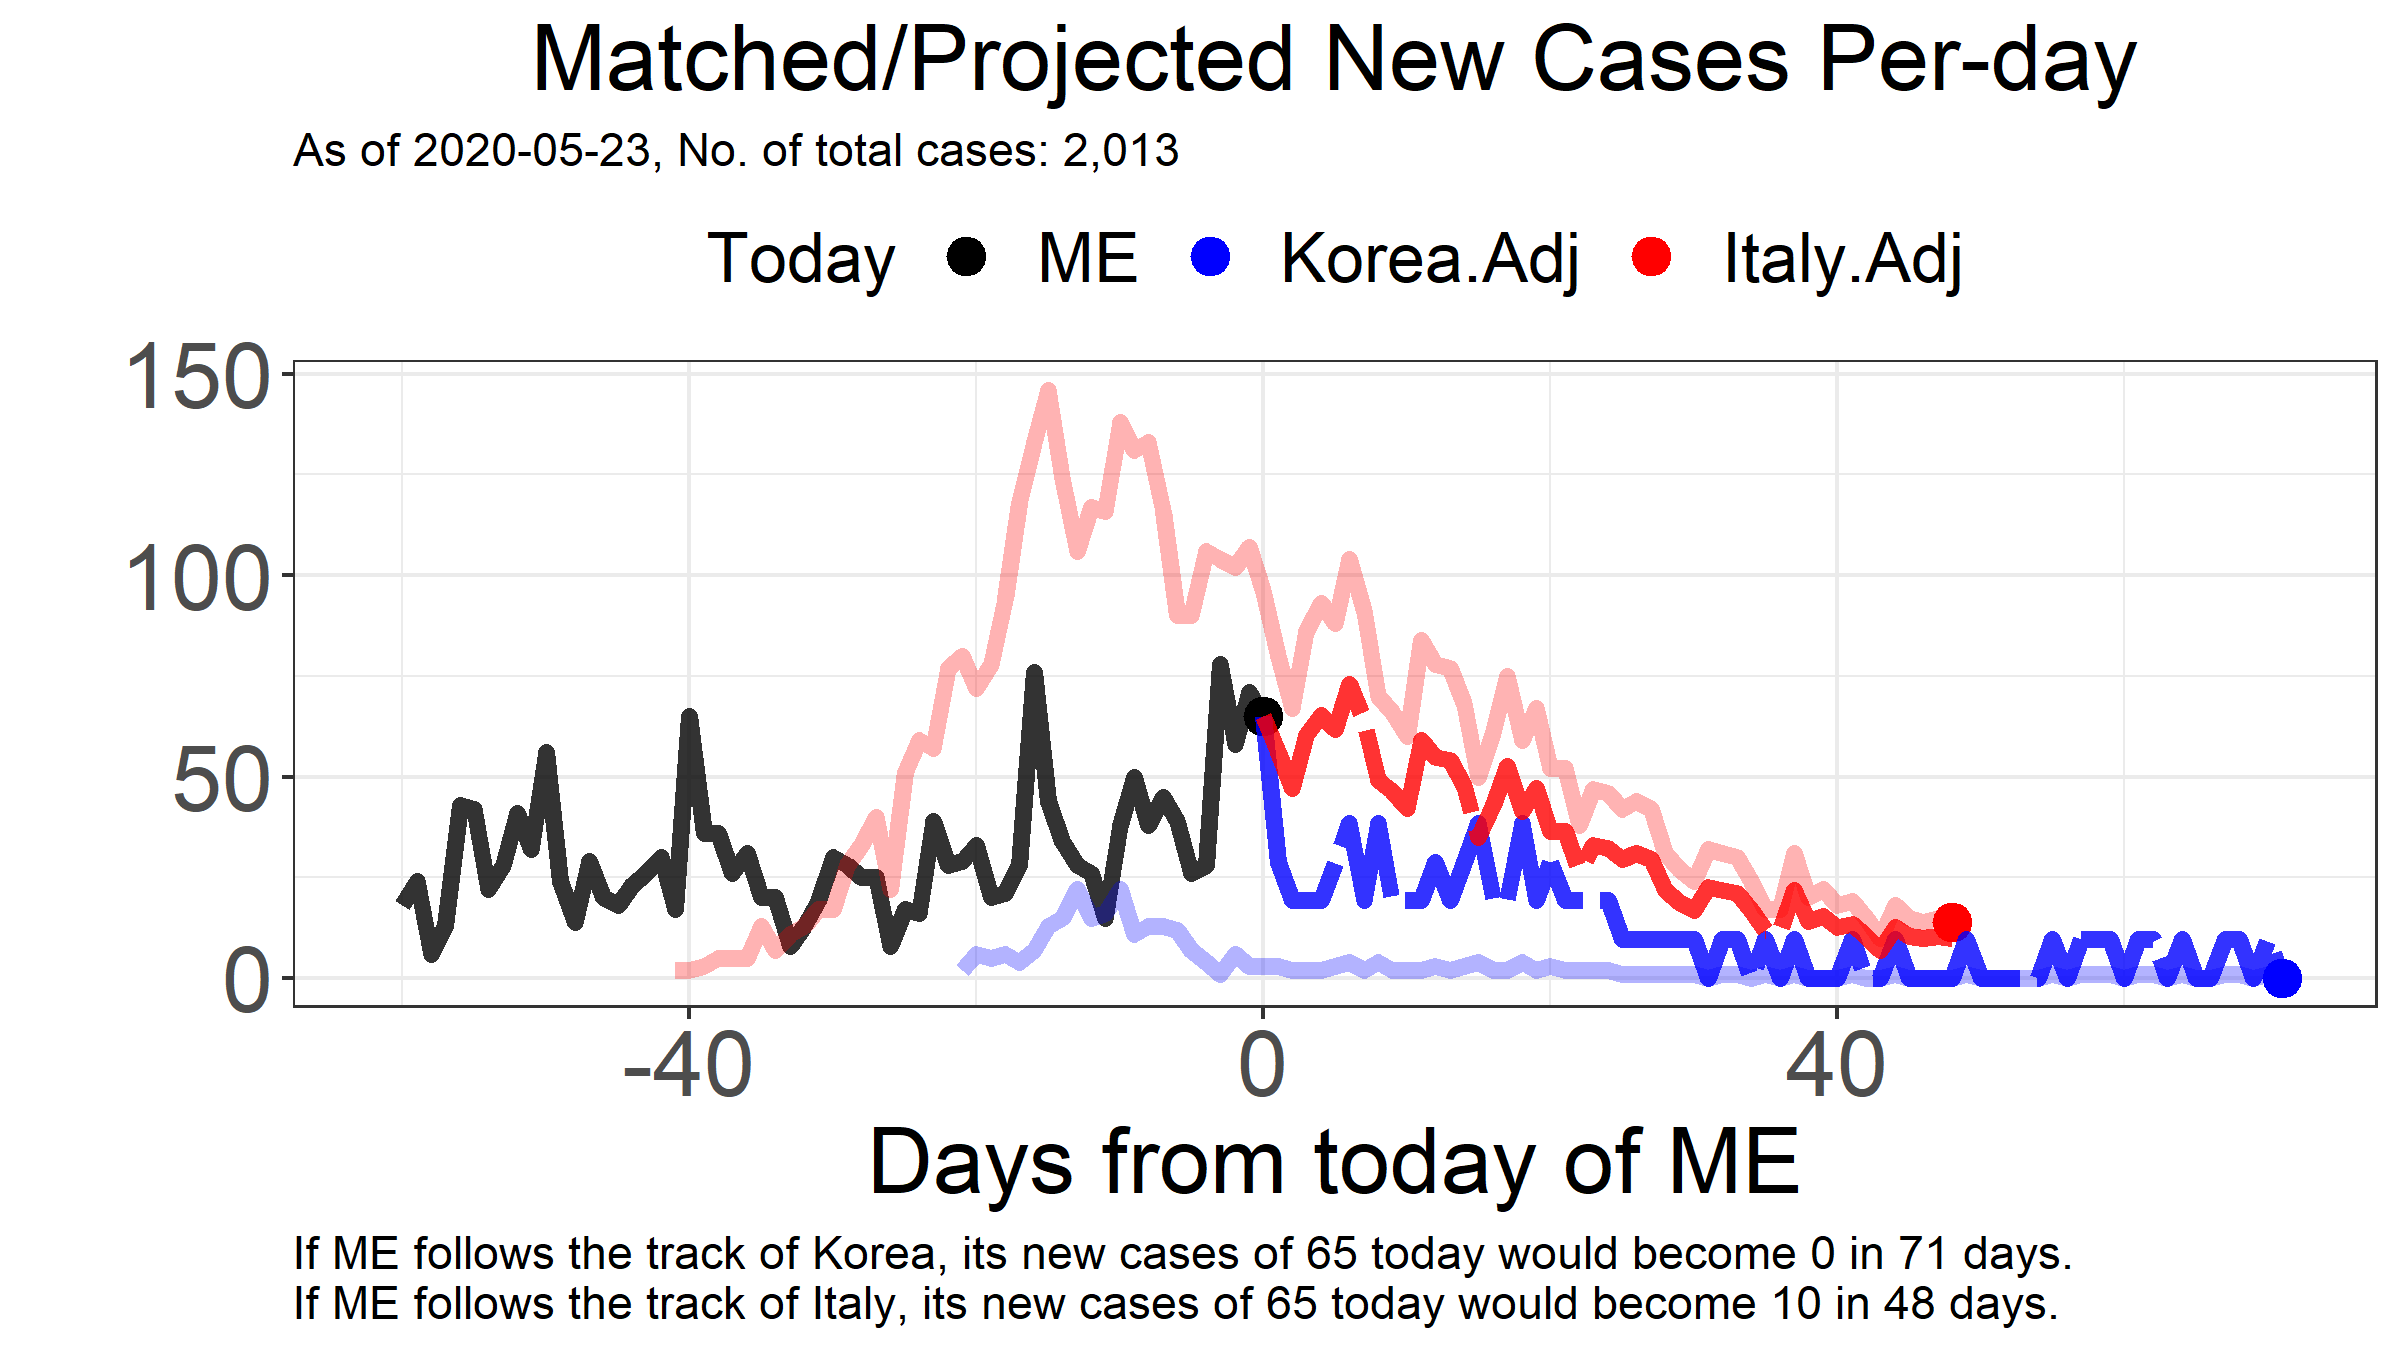 Matched/Projected New Cases Per-day
As of 2020-05-23, No. of total cases: 2,013
Today ME Korea.Adj Italy.Adj
150
100
50
0
-40 0 40
Days from today of ME
If ME follows the track of Korea, its new cases of 65 today would become 0 in 71 days.
If ME follows the track of Italy, its new cases of 65 today would become 10 in 48 days.